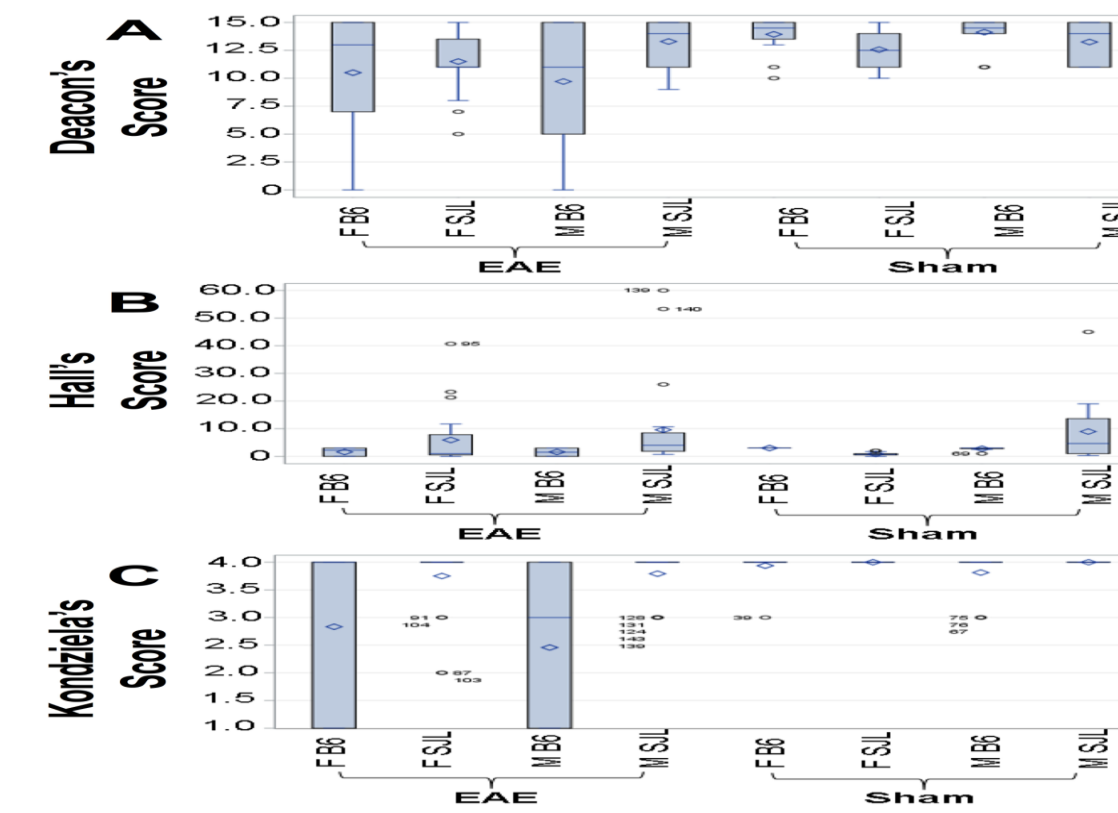 A
Deacon's
Score
15.0
12.5
10.0
7.5
5.0
2.5
0
F B6
F SJL
M B6
M SJL
F B6
F SJL
M B6
M SJ
EAE
Sham
B
Hall's
Score
60.0
50.0
40.0
30.0
20.0
10.0
0
139
140
95
69
F B6
F SJL
M B6
M SJL
F B6
F SJL
M B6
M SJL
EAE
Sham
C
Kondziela's
Score
4.0
3.5
3.0
2.5
2.0
1.5
1.0
91
104
87
103
128
131
124
143
139
39
75
76
67
F B6
F SJL
M B6
M SJL
F B6
F SJL
M B6
M SJL
EAE
Sham